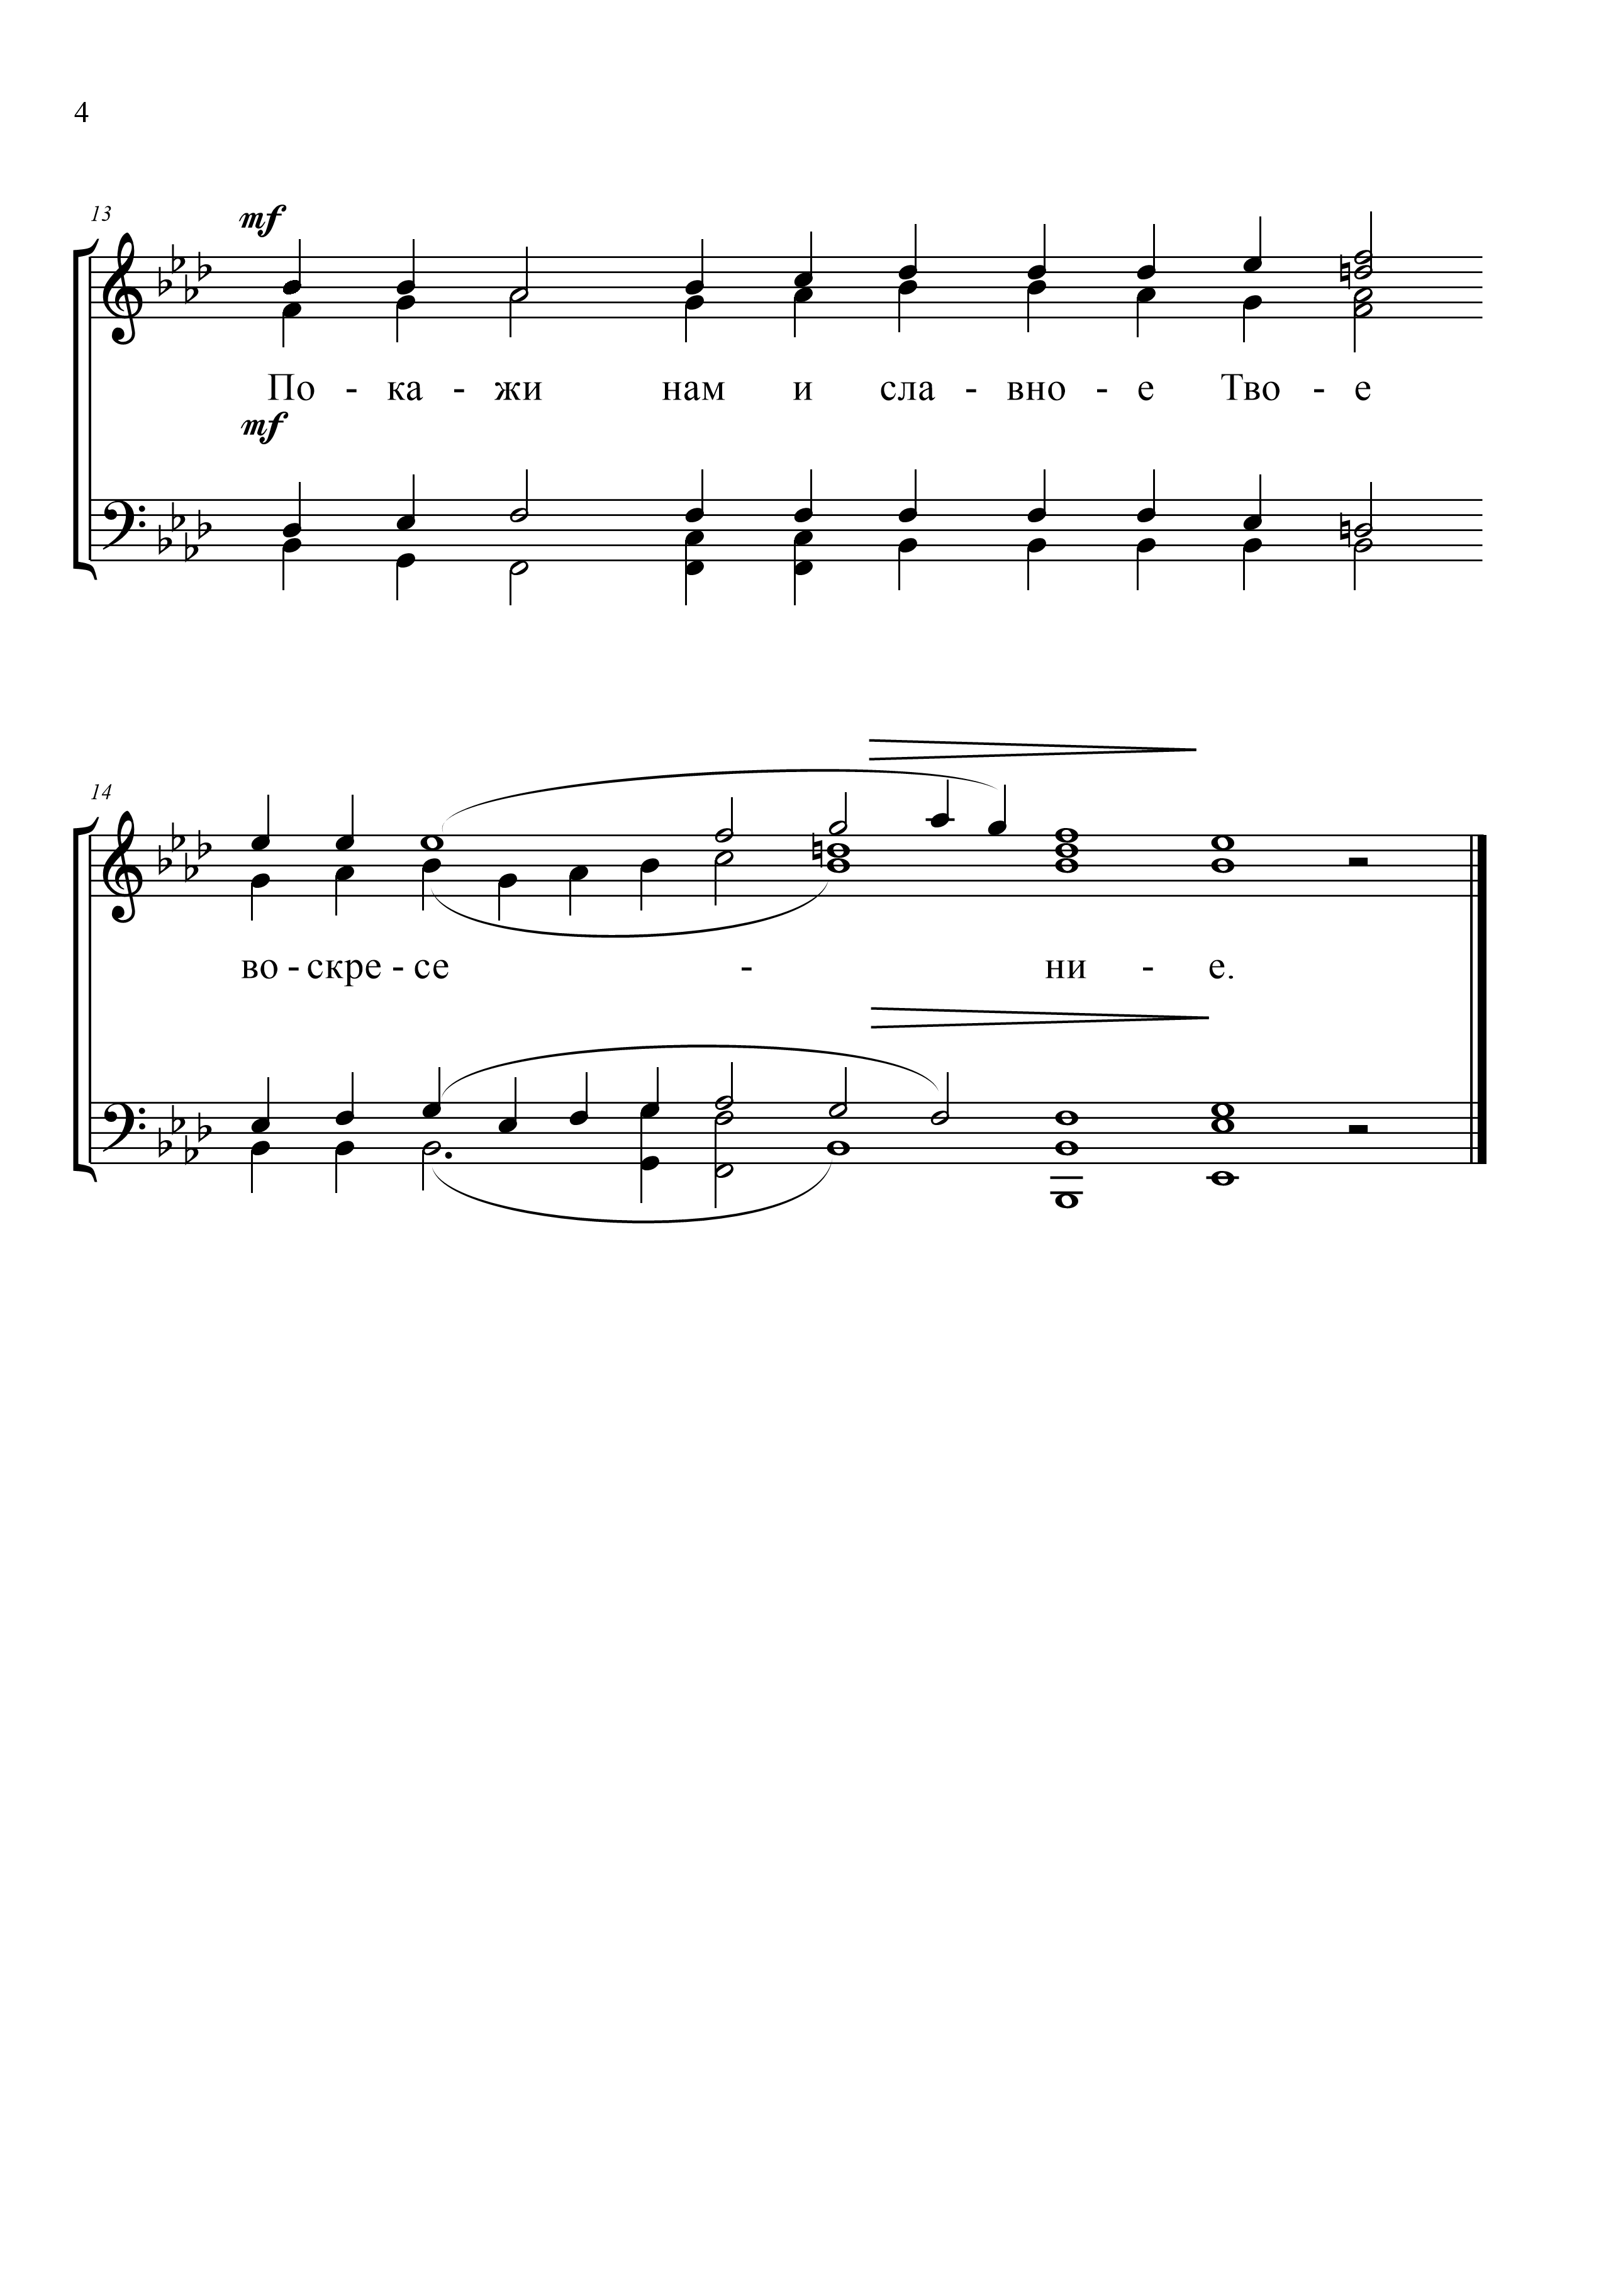 4
13
mf
По - ка - жи нам и сла - вно - е Тво - е
mf
14
во - скре - се - ни - е.